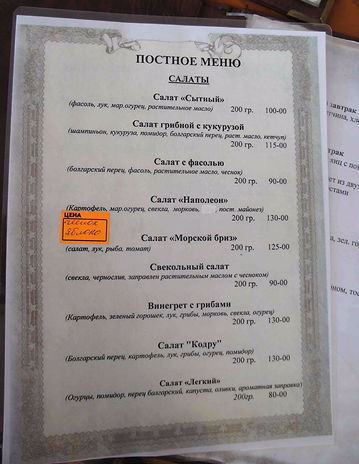 ПОСТНОЕ МЕНЮ
САЛАТЫ
Салат «Сытный»
(фасоль, лук, мар.огурец, растительное масло)
200 гр. 100-00
Салат грибной с кукурузой
(шампиньон, кукуруза, помидор, болгарский перец, раст. масло, кетчуп)
200 гр. 115-00
Салат с фасолью
(болгарский перец, фасоль, растительное масло, чеснок)
200 гр. 90-00
Салат «Наполеон»
(Картофель, мар.огурец, свекла, морковь, пост. майонез)
200 гр. 130-00
ЦЕНА
яблоко
Салат «Морской бриз»
(салат, лук, рыба, томат)
200 гр. 125-00
Свекольный салат
(свекла, чернослив, заправлен растительным маслом с чесноком)
200 гр. 90-00
Винегрет с грибами
(Картофель, зеленый горошек, лук, грибы, морковь, свекла, огурец)
200 гр. 130-00
Салат "Кодру"
(Болгарский перец, картофель, лук, грибы, огурец, помидор)
200 гр. 130-00
Салат «Легкий»
(Огурцы, помидор, перец болгарский, капуста, оливки, ароматная заправка)
200гр. 80-00